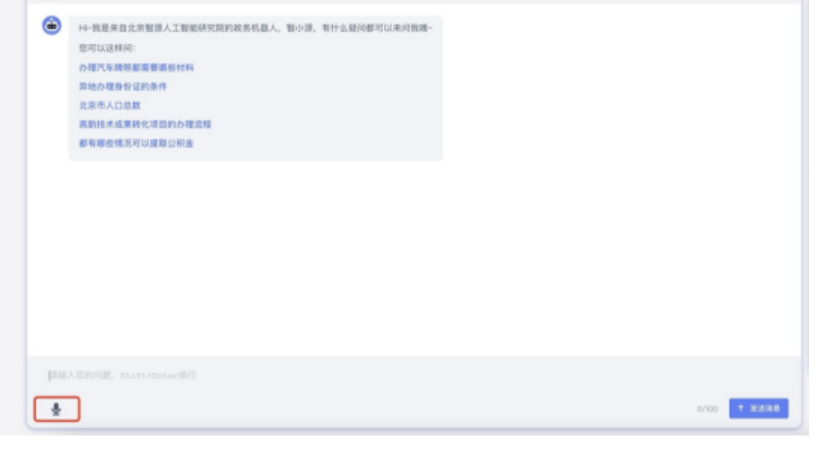 Hi~我是来自北京智源人工智能研究院的政务机器人，智小源，有什么疑问都可以来问我噢~
您可以这样问：
办理汽车牌照都需要哪些材料
异地办理身份证的条件
北京市人口总数
高新技术成果转化项目的办理流程
都有哪些情况可以提取公积金
请输入您的问题，Shift+Enter换行
0/100
发送消息